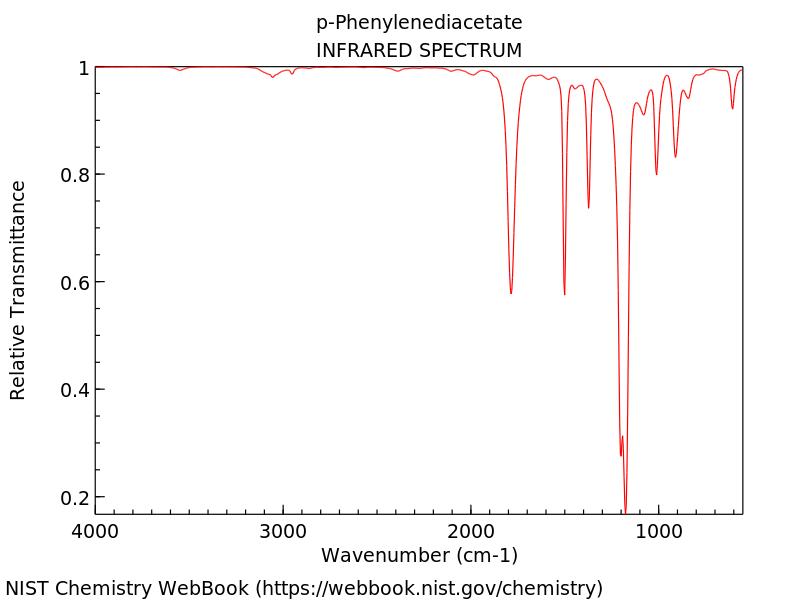 p-Phenylenediacetate
INFRARED SPECTRUM
1
0.8
0.6
0.4
0.2
Relative Transmittance
4000 3000 2000 1000
Wavenumber (cm-1)
NIST Chemistry WebBook (https://webbook.nist.gov/chemistry)